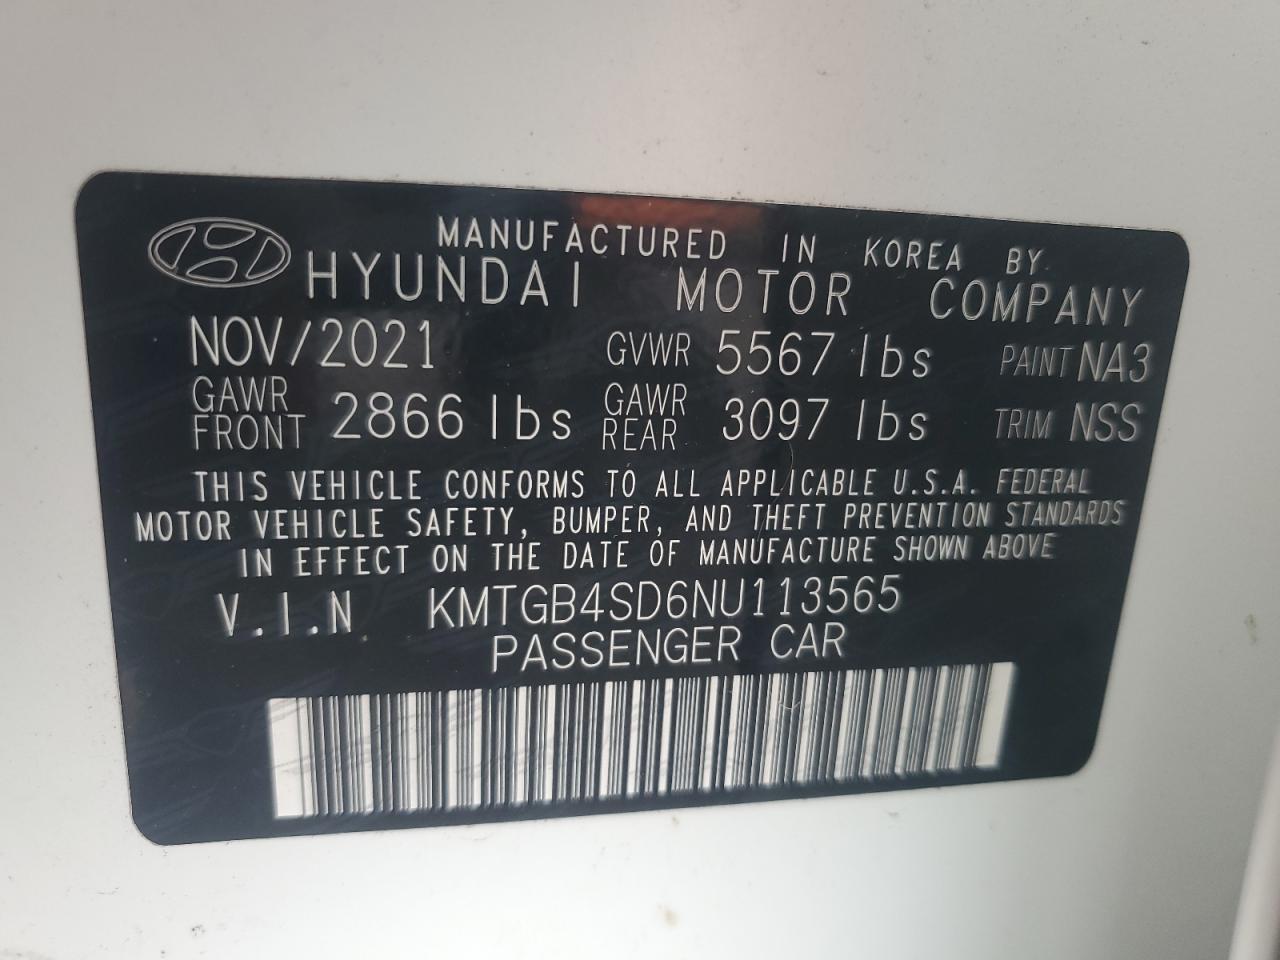 MANUFACTURED IN KOREA BY
HYUNDAI MOTOR COMPANY
NOV/2021 GVWR 5567 lbs PAINT NA3
GAWR FRONT 2866 lbs GAWR REAR 3097 lbs TRIM NSS
THIS VEHICLE CONFORMS TO ALL APPLICABLE U.S.A. FEDERAL
MOTOR VEHICLE SAFETY, BUMPER, AND THEFT PREVENTION STANDARDS
IN EFFECT ON THE DATE OF MANUFACTURE SHOWN ABOVE
V.I.N KMTGB4SD6NU113565
PASSENGER CAR